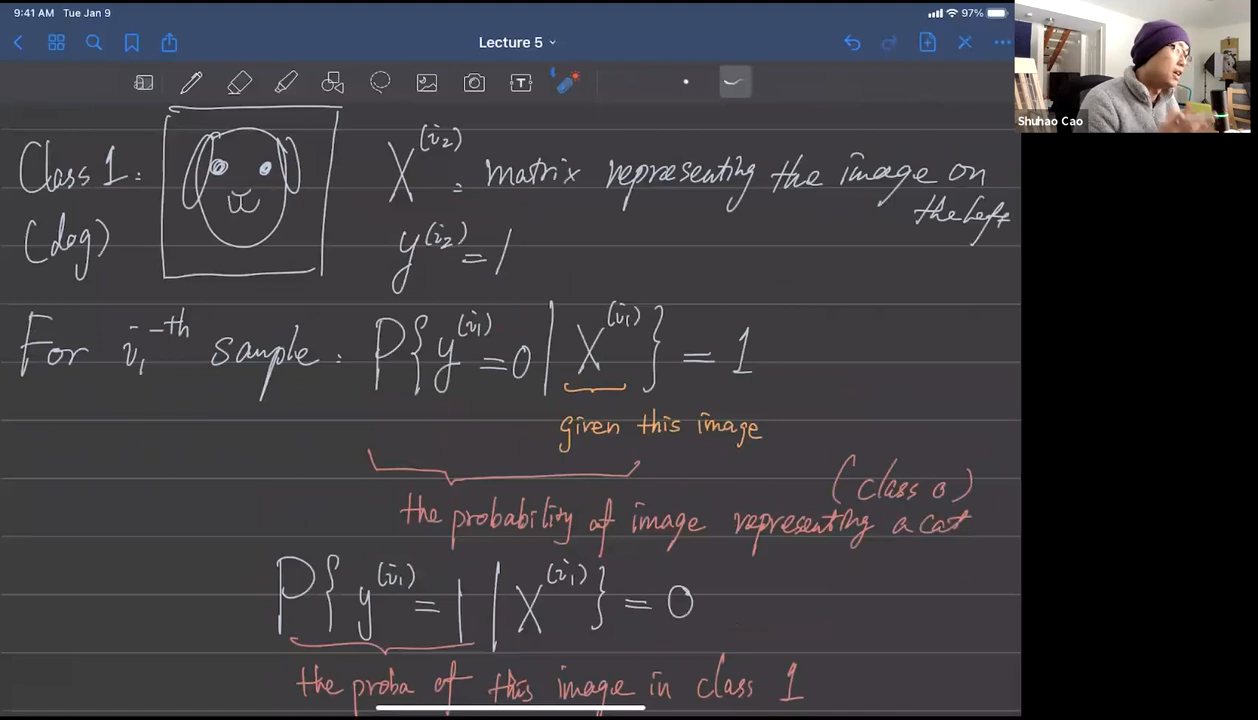 9:41 AM Tue Jan 9
97%
Lecture 5
Shuhao Cao
Class 1:
(dog)
X^(i₂) = matrix representing the image on
the left
y^(i₂) = 1
For i₁-th sample: P{y^(i₁) = 0 | X^(i₁)} = 1
given this image
(class 0)
the probability of image representing a cat
P{y^(i₁) = 1 | X^(i₁)} = 0
the proba of this image in class 1